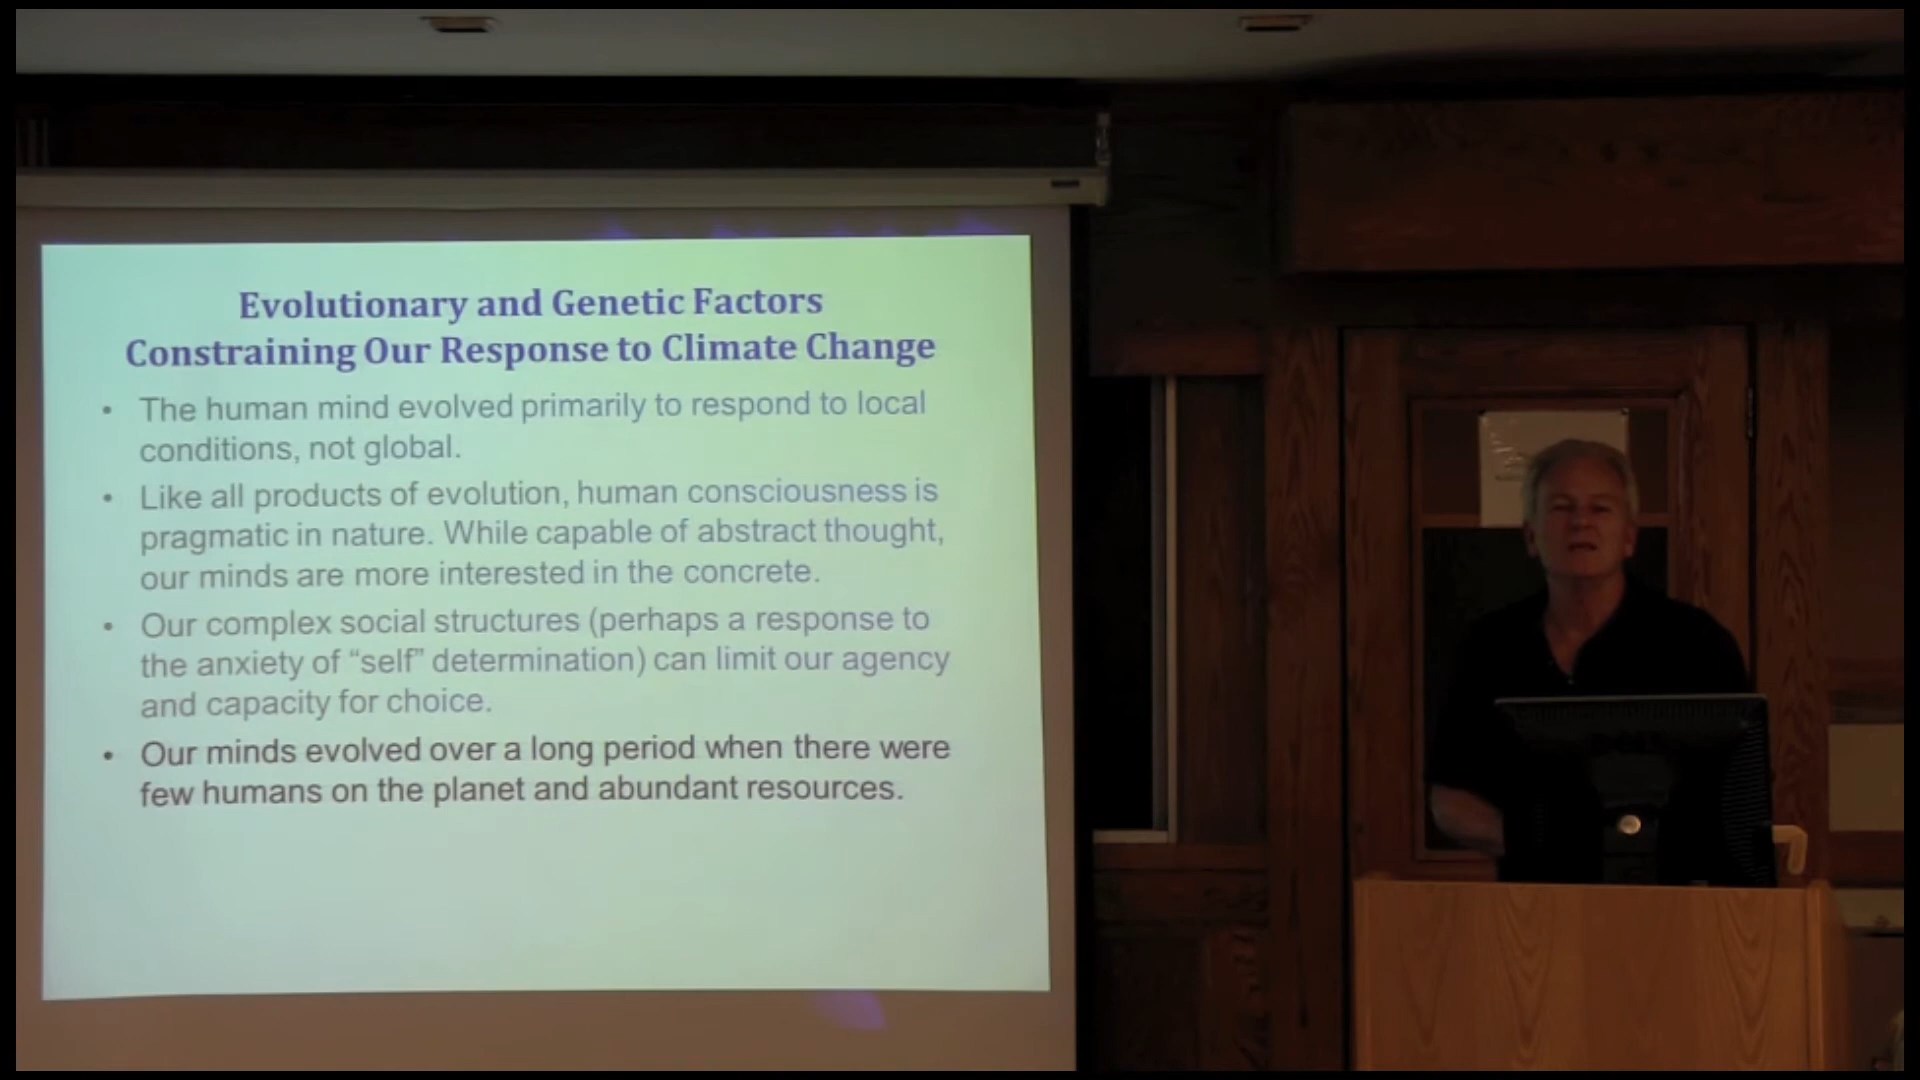 Evolutionary and Genetic Factors
Constraining Our Response to Climate Change
• The human mind evolved primarily to respond to local
conditions, not global.
• Like all products of evolution, human consciousness is
pragmatic in nature. While capable of abstract thought,
our minds are more interested in the concrete.
• Our complex social structures (perhaps a response to
the anxiety of “self” determination) can limit our agency
and capacity for choice.
• Our minds evolved over a long period when there were
few humans on the planet and abundant resources.